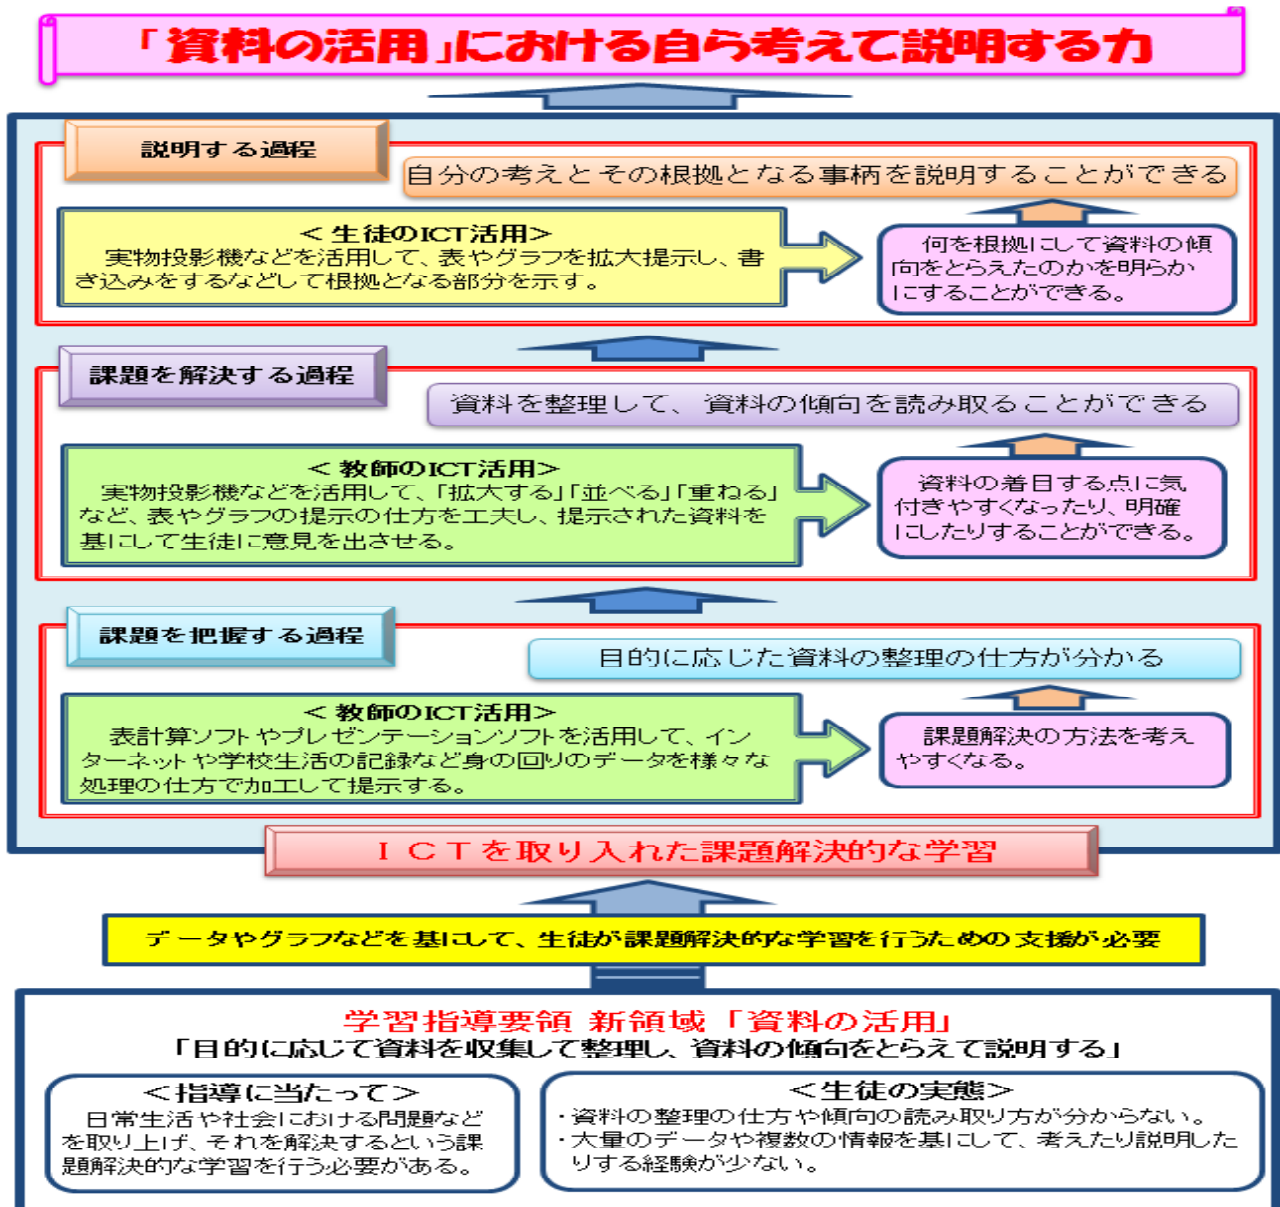 「資料の活用」における自ら考えて説明する力
説明する過程
自分の考えとその根拠となる事柄を説明することができる
＜生徒のICT活用＞
実物投影機などを活用して、表やグラフを拡大提示し、書
き込みをするなどして根拠となる部分を示す。
何を根拠にして資料の傾
向をとらえたのかを明らか
にすることができる。
課題を解決する過程
資料を整理して、資料の傾向を読み取ることができる
＜教師のICT活用＞
実物投影機などを活用して、「拡大する」「並べる」「重ねる」
など、表やグラフの提示の仕方を工夫し、提示された資料を
基にして生徒に意見を出させる。
資料の着目する点に気
付きやすくなったり、明確
にしたりすることができる。
課題を把握する過程
目的に応じた資料の整理の仕方が分かる
＜教師のICT活用＞
表計算ソフトやプレゼンテーションソフトを活用して、イン
ターネットや学校生活の記録など身の回りのデータを様々な
処理の仕方で加工して提示する。
課題解決の方法を考え
やすくなる。
ＩＣＴを取り入れた課題解決的な学習
データやグラフなどを基にして、生徒が課題解決的な学習を行うための支援が必要
学習指導要領 新領域「資料の活用」
「目的に応じて資料を収集して整理し、資料の傾向をとらえて説明する」
＜指導に当たって＞
日常生活や社会における問題など
を取り上げ、それを解決するという課
題解決的な学習を行う必要がある。
＜生徒の実態＞
・資料の整理の仕方や傾向の読み取り方が分からない。
・大量のデータや複数の情報を基にして、考えたり説明した
りする経験が少ない。